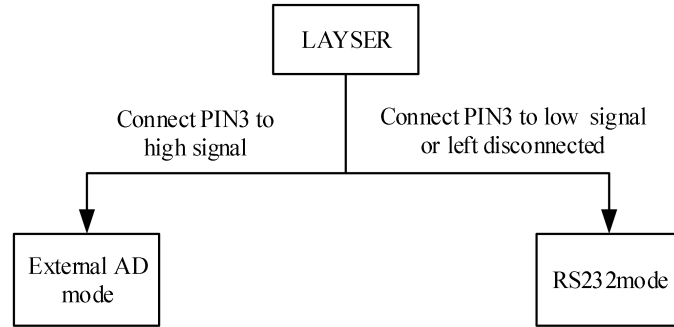 LAYSER
Connect PIN3 to
high signal
Connect PIN3 to low signal
or left disconnected
External AD
mode
RS232mode